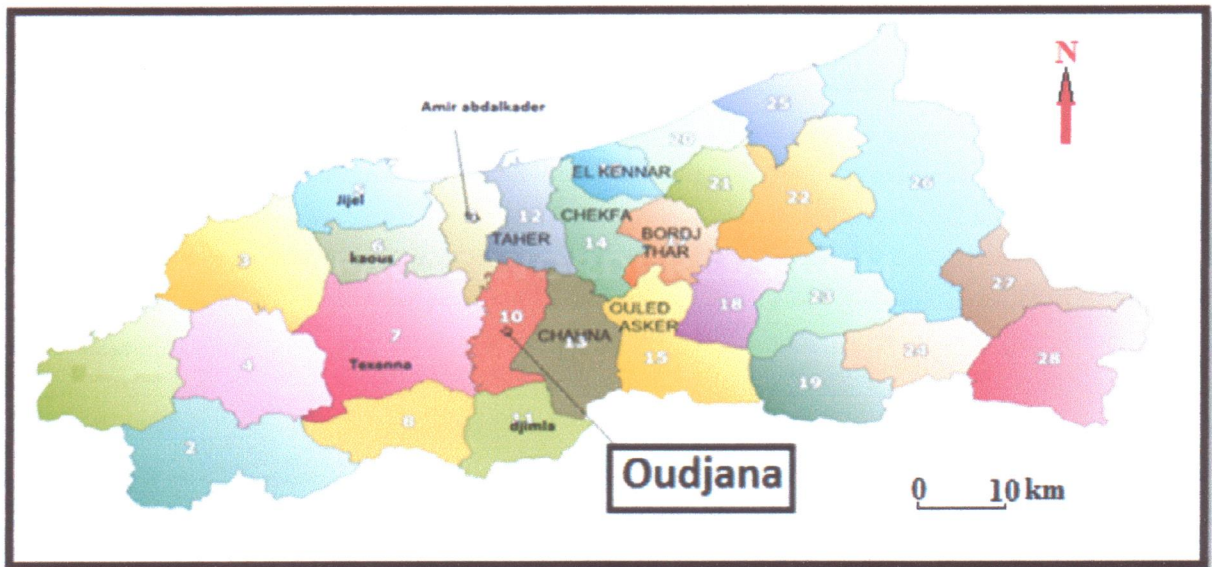 N
25
Amir abdalkader
20
EL KENNAR
21
26
5
Jijel
22
12
CHEKFA
6
TAHER
14
BORDJ
THAR
3
kaous
27
OULED
18
23
10
ASKER
7
CHAHNA
13
4
Texenna
15
24
28
19
8
11
djimla
2
Oudjana
0 10 km